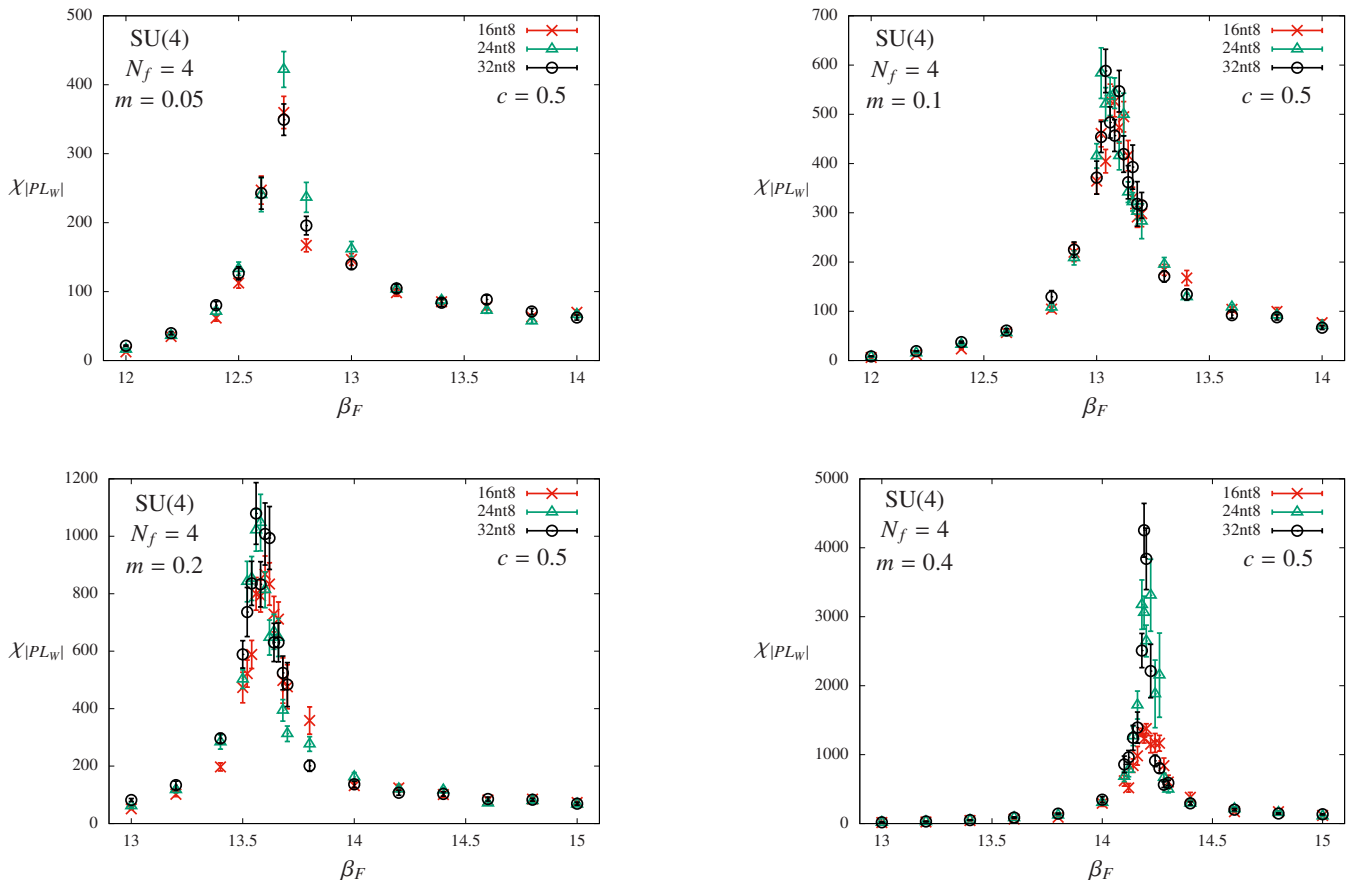 SU(4)
N_f = 4
m = 0.05
16nt8
24nt8
32nt8
c = 0.5
χ_|PL_W|
500
400
300
200
100
0
12 12.5 13 13.5 14
β_F
SU(4)
N_f = 4
m = 0.1
16nt8
24nt8
32nt8
c = 0.5
χ_|PL_W|
700
600
500
400
300
200
100
0
12 12.5 13 13.5 14
β_F
SU(4)
N_f = 4
m = 0.2
16nt8
24nt8
32nt8
c = 0.5
χ_|PL_W|
1200
1000
800
600
400
200
0
13 13.5 14 14.5 15
β_F
SU(4)
N_f = 4
m = 0.4
16nt8
24nt8
32nt8
c = 0.5
χ_|PL_W|
5000
4000
3000
2000
1000
0
13 13.5 14 14.5 15
β_F